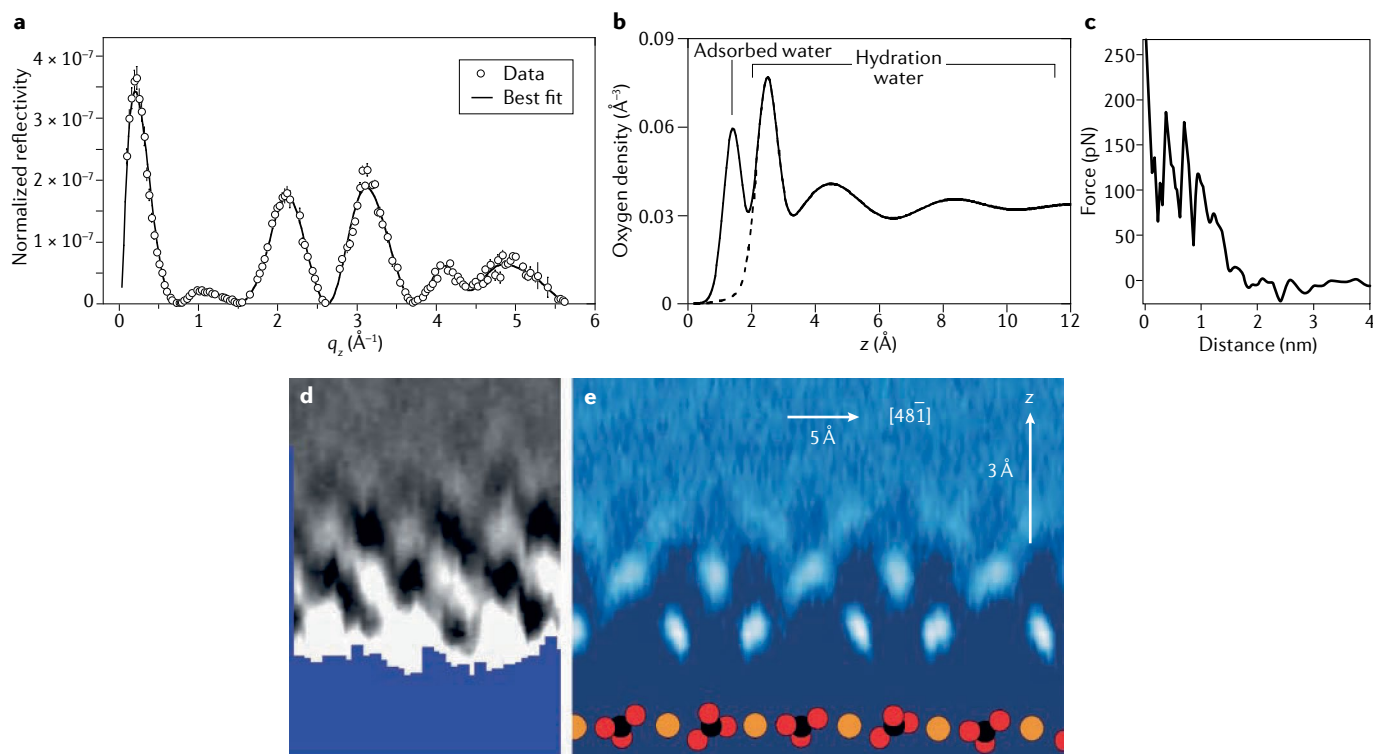 a
4 × 10⁻⁷
3 × 10⁻⁷
2 × 10⁻⁷
1 × 10⁻⁷
0
Normalized reflectivity
Data
Best fit
0
1
2
3
4
5
6
q_z (Å⁻¹)
b
0.09
0.06
0.03
0
Oxygen density (Å⁻³)
Adsorbed water
Hydration
water
0
2
4
6
8
10
12
z (Å)
c
250
200
150
100
50
0
Force (pN)
0
1
2
3
4
Distance (nm)
d
e
5 Å
[481̄]
z
3 Å